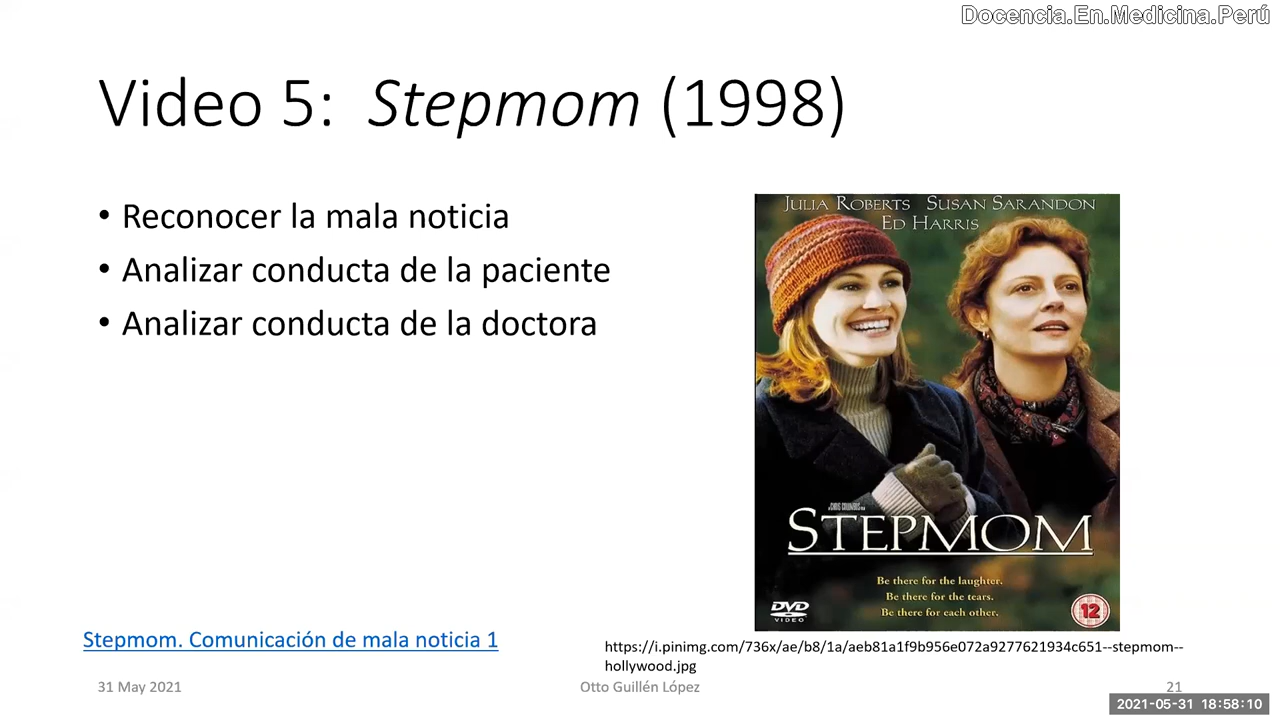 Docencia.En.Medicina.Perú
Video 5: Stepmom (1998)
• Reconocer la mala noticia
• Analizar conducta de la paciente
• Analizar conducta de la doctora
JULIA ROBERTS SUSAN SARANDON
ED HARRIS
STEPMOM
Be there for the laughter.
Be there for the tears.
Be there for each other.
DVD
VIDEO
12
Stepmom. Comunicación de mala noticia 1
https://i.pinimg.com/736x/ae/b8/1a/aeb81a1f9b956e072a9277621934c651--stepmom--
hollywood.jpg
31 May 2021
Otto Guillén López
21
2021-05-31 18:58:10